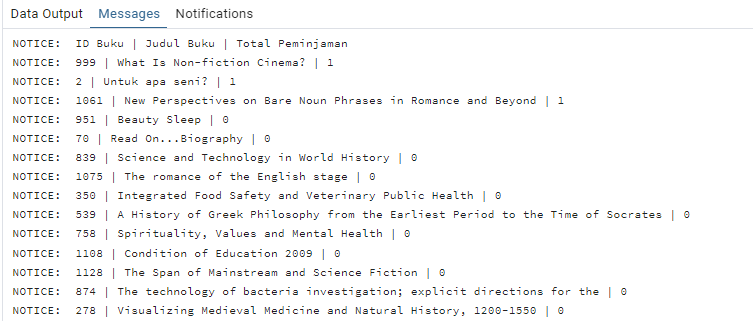 Data Output Messages Notifications
NOTICE: ID Buku | Judul Buku | Total Peminjaman
NOTICE: 999 | What Is Non-fiction Cinema? | 1
NOTICE: 2 | Untuk apa seni? | 1
NOTICE: 1061 | New Perspectives on Bare Noun Phrases in Romance and Beyond | 1
NOTICE: 951 | Beauty Sleep | 0
NOTICE: 70 | Read On...Biography | 0
NOTICE: 839 | Science and Technology in World History | 0
NOTICE: 1075 | The romance of the English stage | 0
NOTICE: 350 | Integrated Food Safety and Veterinary Public Health | 0
NOTICE: 539 | A History of Greek Philosophy from the Earliest Period to the Time of Socrates | 0
NOTICE: 758 | Spirituality, Values and Mental Health | 0
NOTICE: 1108 | Condition of Education 2009 | 0
NOTICE: 1128 | The Span of Mainstream and Science Fiction | 0
NOTICE: 874 | The technology of bacteria investigation; explicit directions for the | 0
NOTICE: 278 | Visualizing Medieval Medicine and Natural History, 1200-1550 | 0